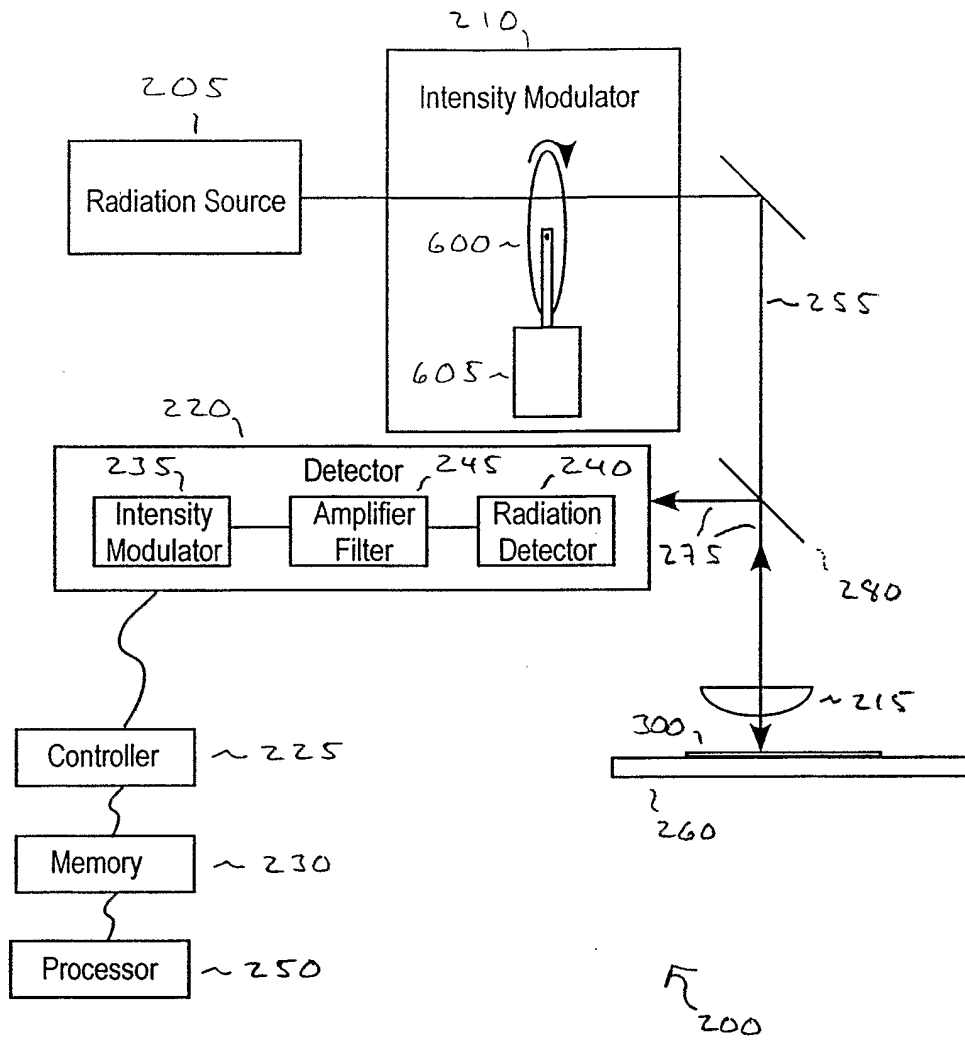 210
205
Intensity Modulator
Radiation Source
600
255
605
220
Detector
235
245
240
Intensity
Modulator
Amplifier
Filter
Radiation
Detector
275
280
215
300
Controller
225
260
Memory
230
Processor
250
200